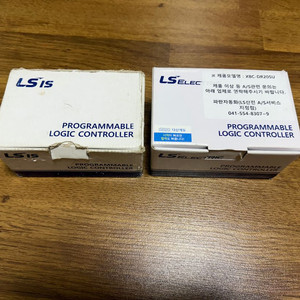 LSis
PROGRAMMABLE
LOGIC CONTROLLER
LS ELEC
※ 제품모델명 : XBC-DR20SU
제품 이상 등 A/S관련 문의는
아래 업체로 연락해주시기 바랍니다.
파란자동화(LS산전 A/S서비스
지정점)
041-554-8307~9
PROGRAMMABLE
LOGIC CONTROLLER